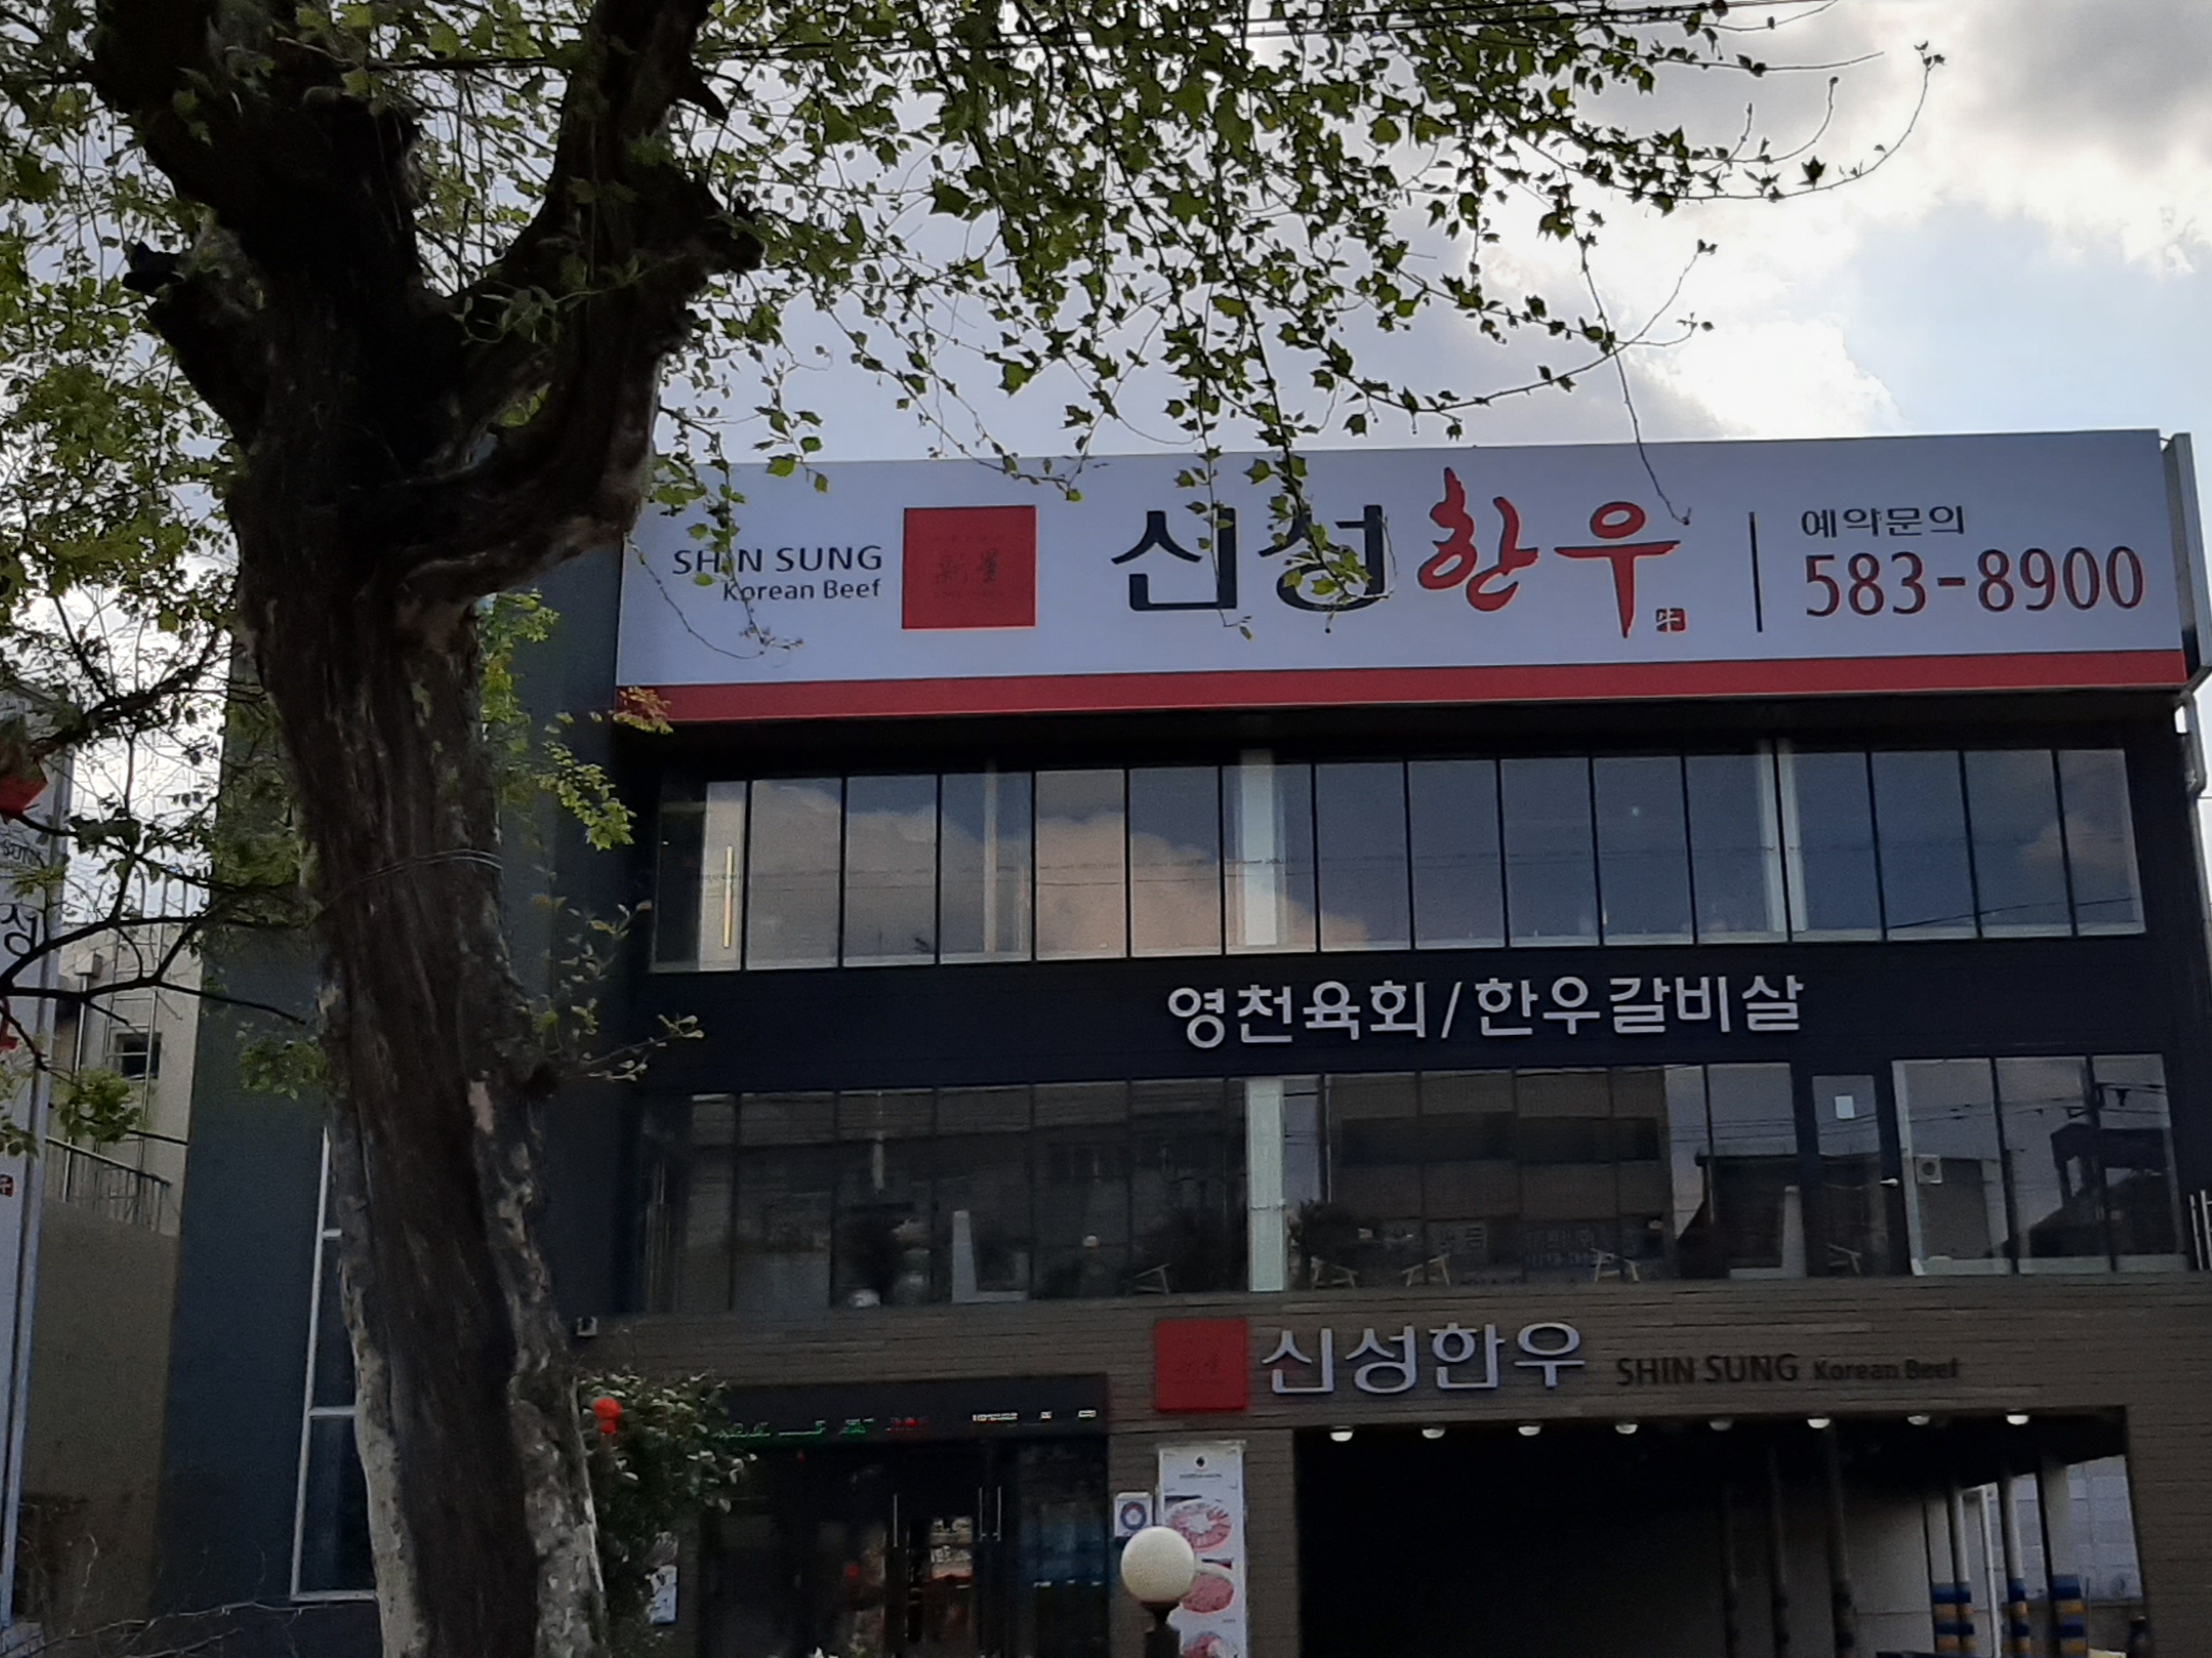 SHIN SUNG
Korean Beef
신성한우
예약문의
583-8900
영천육회/한우갈비살
신성한우 SHIN SUNG Korean Beef
성